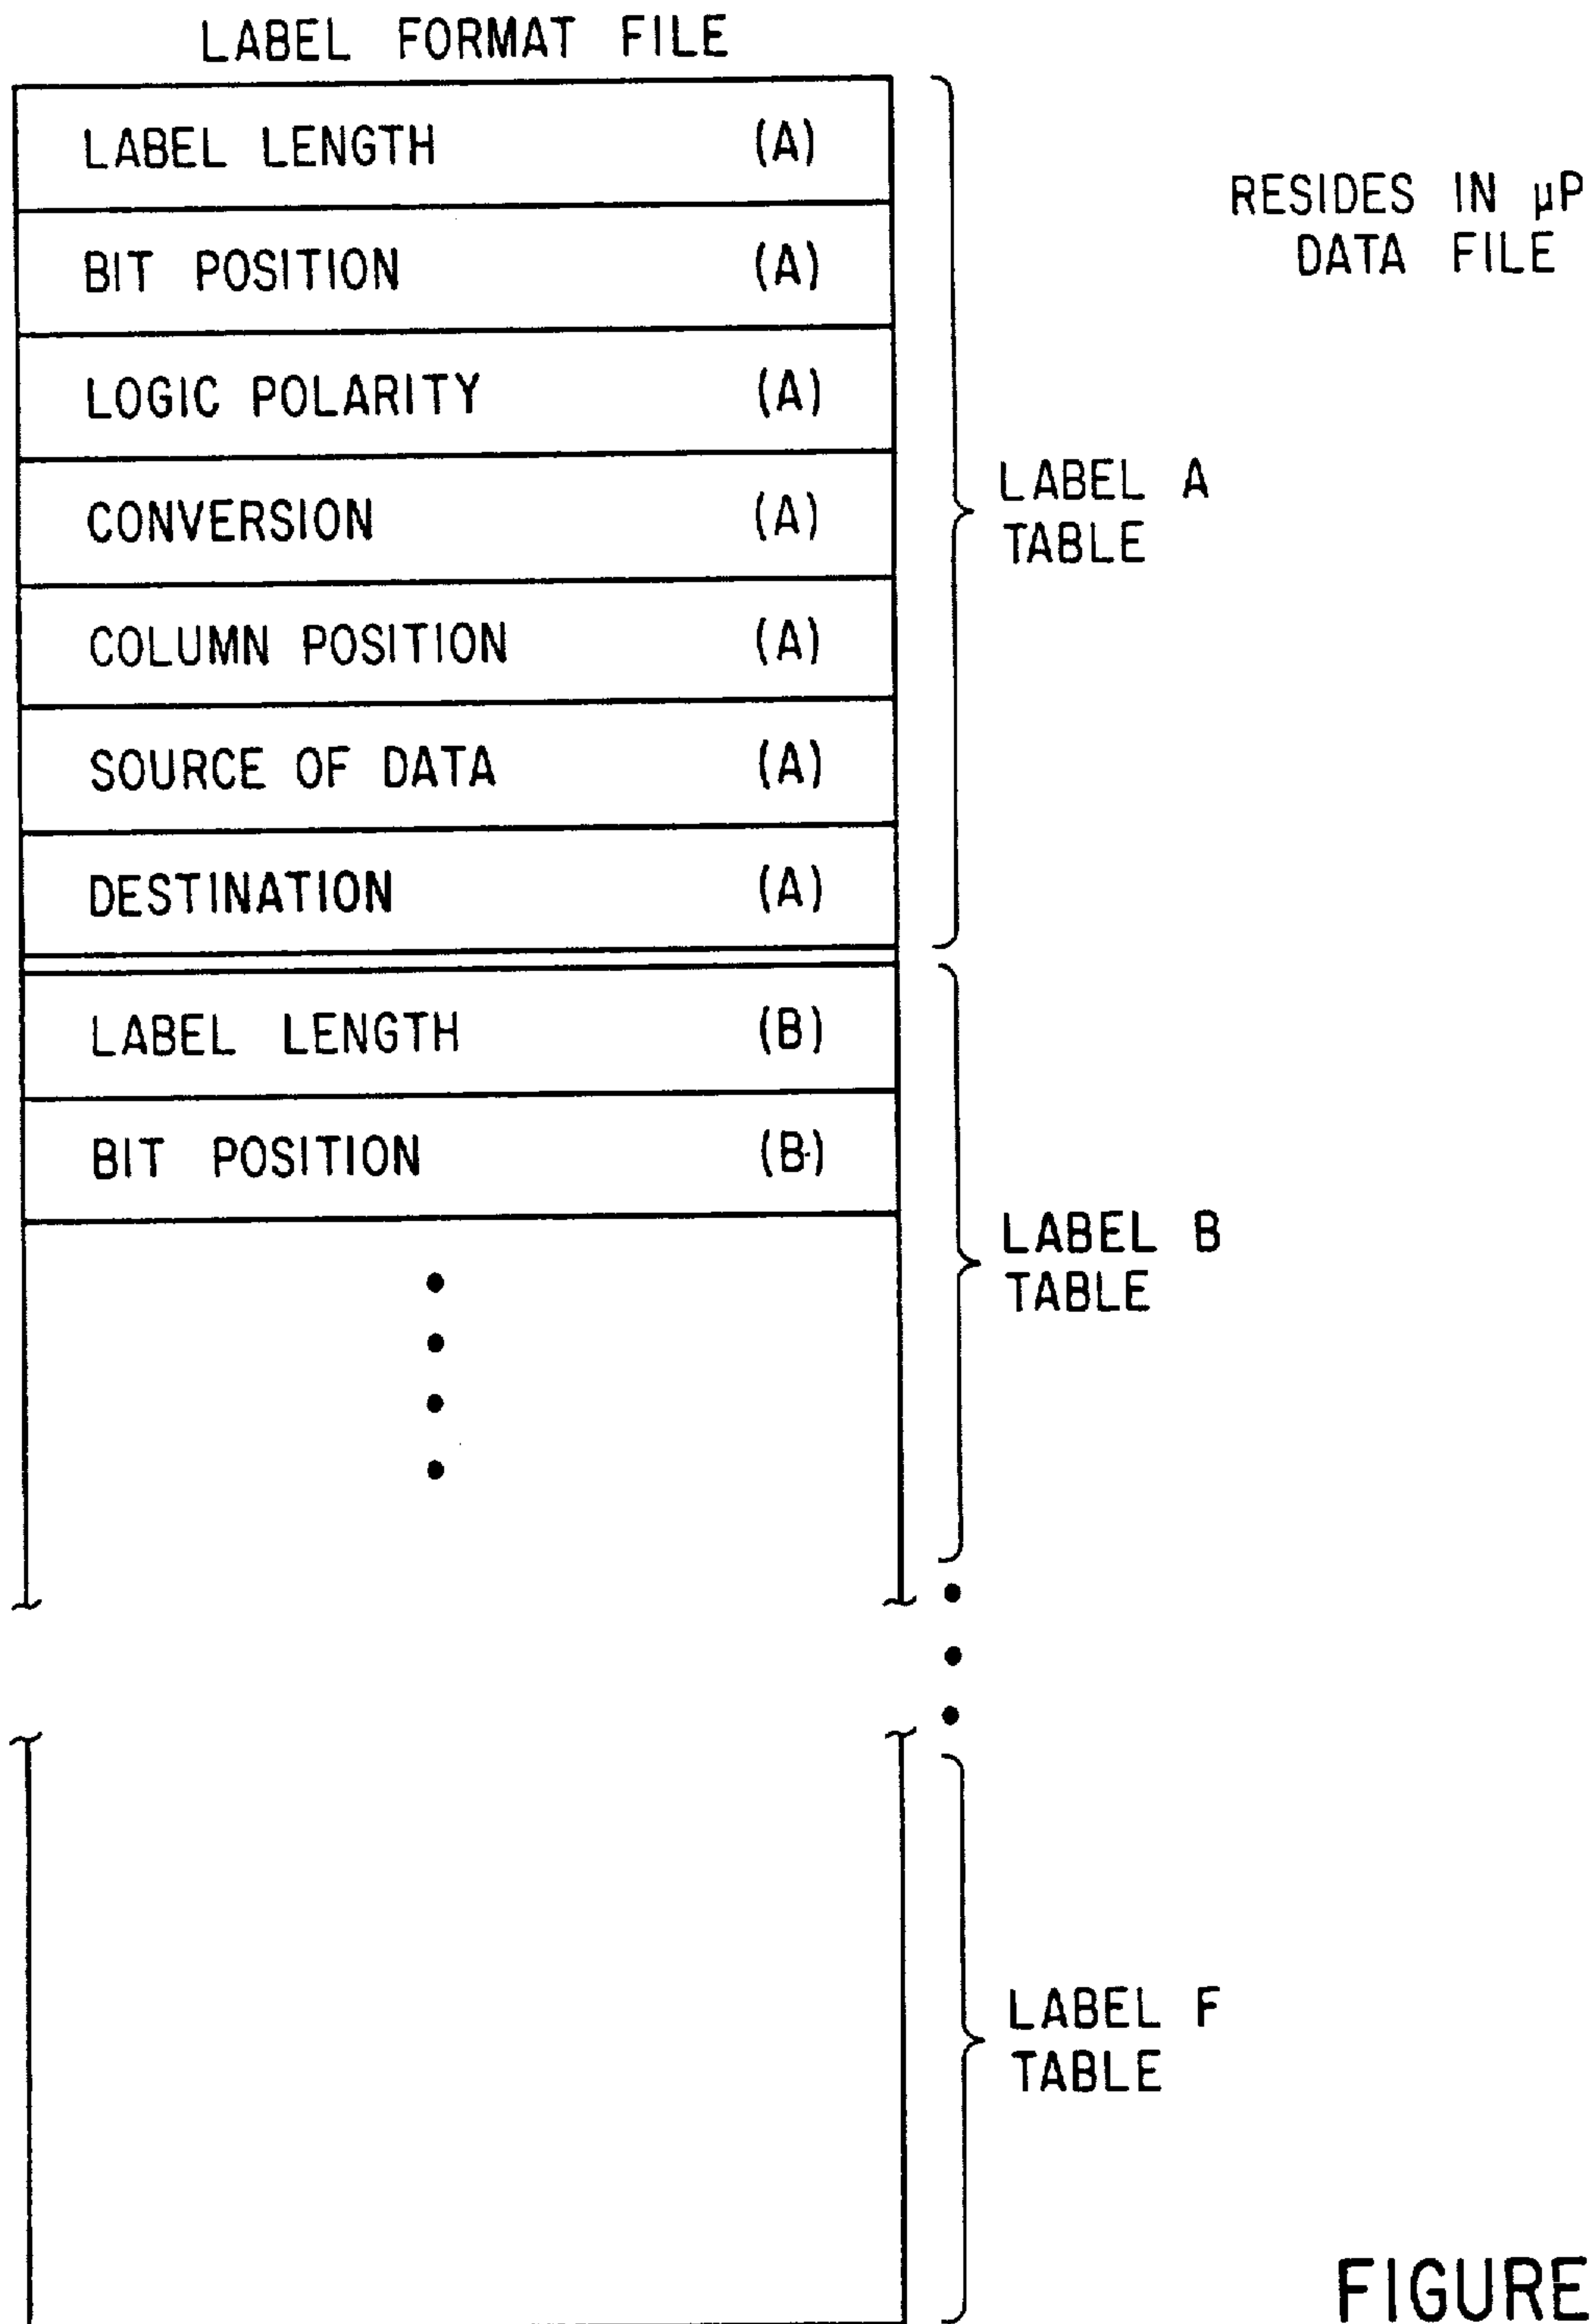 LABEL FORMAT FILE
LABEL LENGTH (A)
BIT POSITION (A)
LOGIC POLARITY (A)
CONVERSION (A)
COLUMN POSITION (A)
SOURCE OF DATA (A)
DESTINATION (A)
LABEL LENGTH (B)
BIT POSITION (B)
RESIDES IN µP
DATA FILE
LABEL A
TABLE
LABEL B
TABLE
LABEL F
TABLE
FIGURE